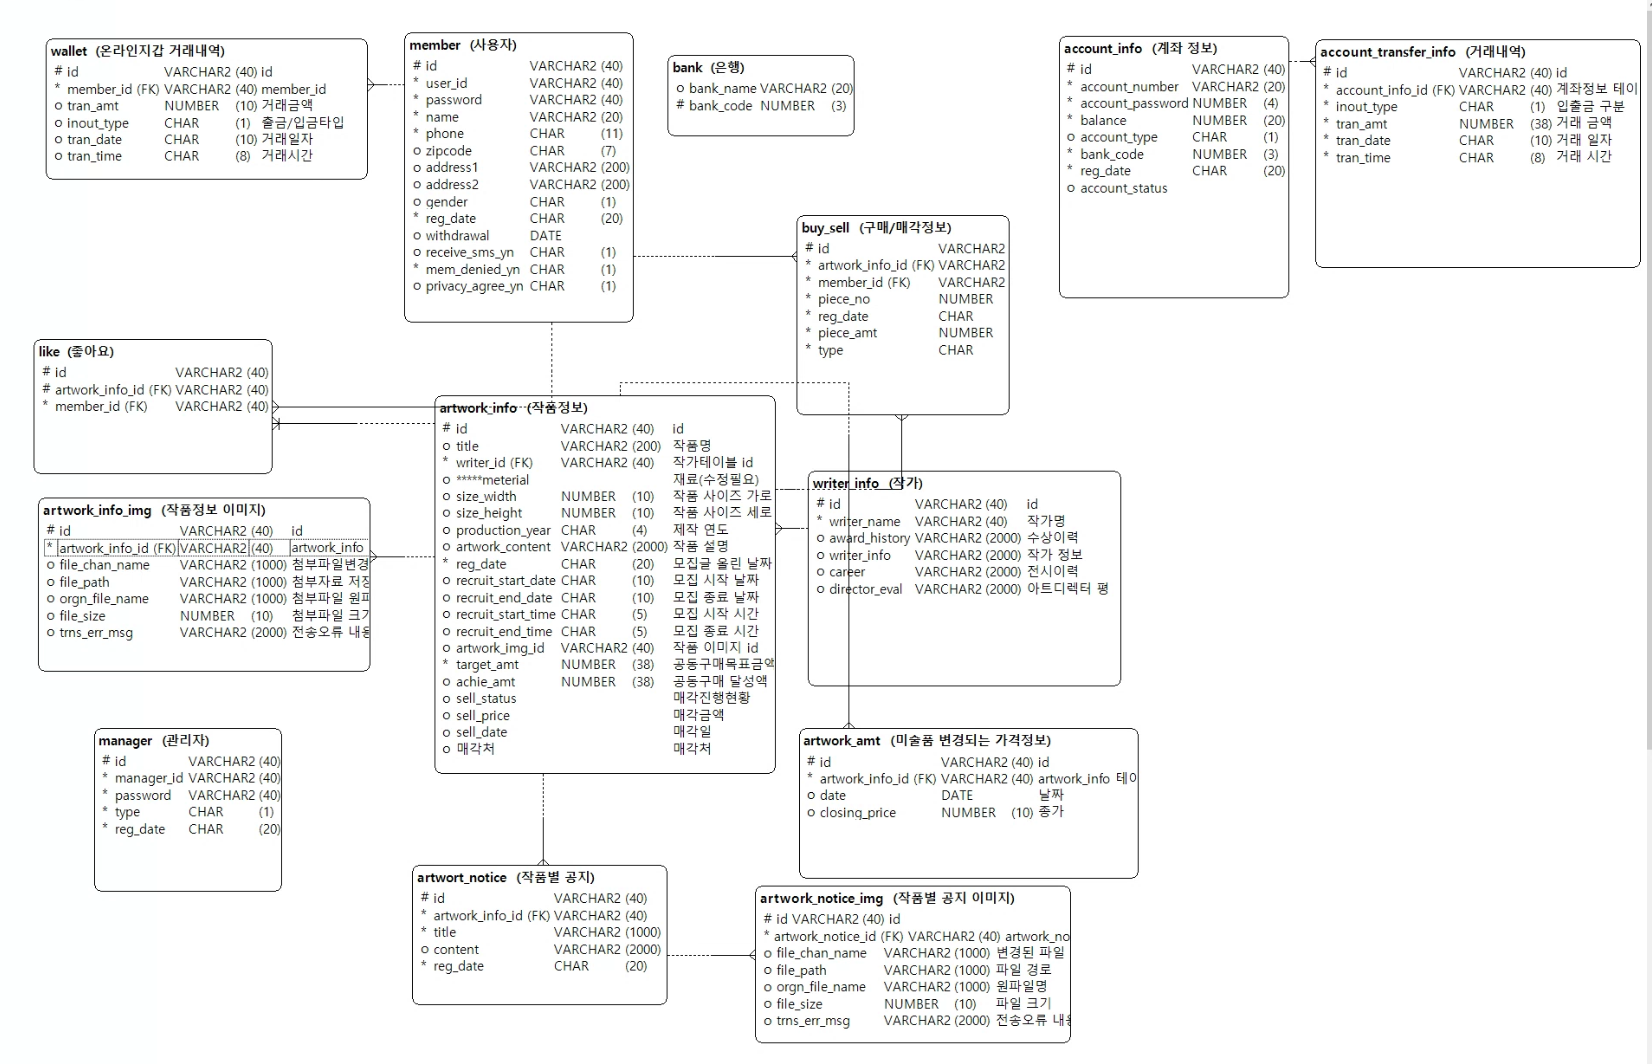 wallet (온라인지갑 거래내역)
# id VARCHAR2 (40) id
* member_id (FK) VARCHAR2 (40) member_id
o tran_amt NUMBER (10) 거래금액
o inout_type CHAR (1) 출금/입금타입
o tran_date CHAR (10) 거래일자
o tran_time CHAR (8) 거래시간
member (사용자)
# id VARCHAR2 (40)
* user_id VARCHAR2 (40)
* password VARCHAR2 (40)
* name VARCHAR2 (20)
* phone CHAR (11)
o zipcode CHAR (7)
o address1 VARCHAR2 (200)
o address2 VARCHAR2 (200)
o gender CHAR (1)
* reg_date CHAR (20)
o withdrawal DATE
o receive_sms_yn CHAR (1)
* mem_denied_yn CHAR (1)
* privacy_agree_yn CHAR (1)
bank (은행)
o bank_name VARCHAR2 (20)
# bank_code NUMBER (3)
account_info (계좌 정보)
# id VARCHAR2 (40)
* account_number VARCHAR2 (20)
* account_password NUMBER (4)
* balance NUMBER (20)
o account_type CHAR (1)
* bank_code NUMBER (3)
* reg_date CHAR (20)
o account_status
account_transfer_info (거래내역)
# id VARCHAR2 (40) id
* account_info_id (FK) VARCHAR2 (40) 계좌정보 테이
* inout_type CHAR (1) 입출금 구분
* tran_amt NUMBER (38) 거래 금액
* tran_date CHAR (10) 거래 일자
* tran_time CHAR (8) 거래 시간
buy_sell (구매/매각정보)
# id VARCHAR2
* artwork_info_id (FK) VARCHAR2
* member_id (FK) VARCHAR2
* piece_no NUMBER
* reg_date CHAR
* piece_amt NUMBER
* type CHAR
like (좋아요)
# id VARCHAR2 (40)
# artwork_info_id (FK) VARCHAR2 (40)
* member_id (FK) VARCHAR2 (40)
artwork_info (작품정보)
# id VARCHAR2 (40) id
o title VARCHAR2 (200) 작품명
* writer_id (FK) VARCHAR2 (40) 작가테이블 id
o *****meterial 재료(수정필요)
o size_width NUMBER (10) 작품 사이즈 가로
o size_height NUMBER (10) 작품 사이즈 세로
o production_year CHAR (4) 제작 연도
o artwork_content VARCHAR2 (2000) 작품 설명
* reg_date CHAR (20) 모집글 올린 날짜
o recruit_start_date CHAR (10) 모집 시작 날짜
o recruit_end_date CHAR (10) 모집 종료 날짜
o recruit_start_time CHAR (5) 모집 시작 시간
o recruit_end_time CHAR (5) 모집 종료 시간
o artwork_img_id VARCHAR2 (40) 작품 이미지 id
* target_amt NUMBER (38) 공동구매목표금액
o achie_amt NUMBER (38) 공동구매 달성액
o sell_status 매각진행현황
o sell_price 매각금액
o sell_date 매각일
o 매각처 매각처
writer_info (작가)
# id VARCHAR2 (40) id
* writer_name VARCHAR2 (40) 작가명
o award_history VARCHAR2 (2000) 수상이력
o writer_info VARCHAR2 (2000) 작가 정보
o career VARCHAR2 (2000) 전시이력
o director_eval VARCHAR2 (2000) 아트디렉터 평
artwork_info_img (작품정보 이미지)
# id VARCHAR2 (40) id
* artwork_info_id (FK) VARCHAR2 (40) artwork_info
o file_chan_name VARCHAR2 (1000) 첨부파일변경
o file_path VARCHAR2 (1000) 첨부자료 저장
o orgn_file_name VARCHAR2 (1000) 첨부파일 원파
o file_size NUMBER (10) 첨부파일 크기
o trns_err_msg VARCHAR2 (2000) 전송오류 내용
manager (관리자)
# id VARCHAR2 (40)
* manager_id VARCHAR2 (40)
* password VARCHAR2 (40)
* type CHAR (1)
* reg_date CHAR (20)
artwork_amt (미술품 변경되는 가격정보)
# id VARCHAR2 (40) id
* artwork_info_id (FK) VARCHAR2 (40) artwork_info 테이
o date DATE 날짜
o closing_price NUMBER (10) 종가
artwort_notice (작품별 공지)
# id VARCHAR2 (40)
* artwork_info_id (FK) VARCHAR2 (40)
* title VARCHAR2 (1000)
o content VARCHAR2 (2000)
* reg_date CHAR (20)
artwork_notice_img (작품별 공지 이미지)
# id VARCHAR2 (40) id
* artwork_notice_id (FK) VARCHAR2 (40) artwork_no
o file_chan_name VARCHAR2 (1000) 변경된 파일
o file_path VARCHAR2 (1000) 파일 경로
o orgn_file_name VARCHAR2 (1000) 원파일명
o file_size NUMBER (10) 파일 크기
o trns_err_msg VARCHAR2 (2000) 전송오류 내용